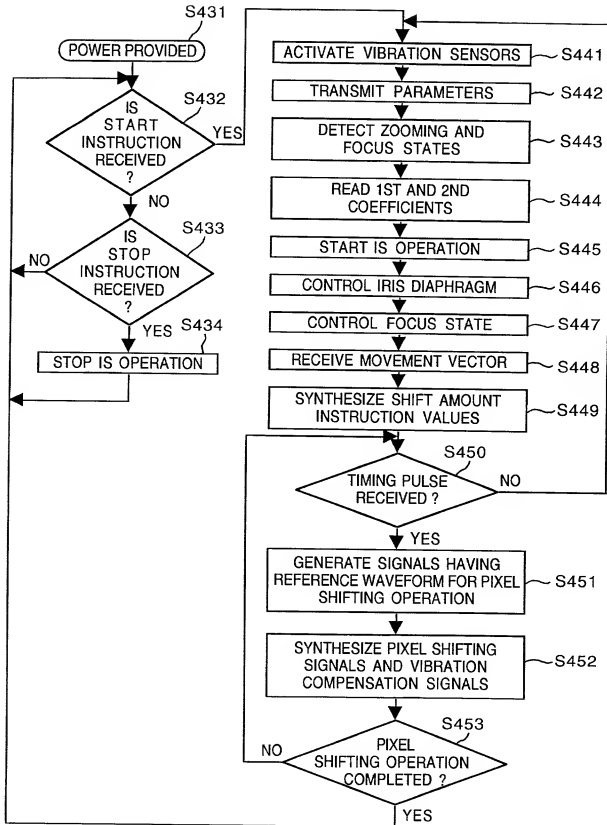 S431
POWER PROVIDED
S432
IS
START
INSTRUCTION
RECEIVED
?
YES
NO
S433
IS
STOP
INSTRUCTION
RECEIVED
?
NO
YES
S434
STOP IS OPERATION
ACTIVATE VIBRATION SENSORS
S441
TRANSMIT PARAMETERS
S442
DETECT ZOOMING AND
FOCUS STATES
S443
READ 1ST AND 2ND
COEFFICIENTS
S444
START IS OPERATION
S445
CONTROL IRIS DIAPHRAGM
S446
CONTROL FOCUS STATE
S447
RECEIVE MOVEMENT VECTOR
S448
SYNTHESIZE SHIFT AMOUNT
INSTRUCTION VALUES
S449
S450
TIMING PULSE
RECEIVED ?
NO
YES
GENERATE SIGNALS HAVING
REFERENCE WAVEFORM FOR PIXEL
SHIFTING OPERATION
S451
SYNTHESIZE PIXEL SHIFTING
SIGNALS AND VIBRATION
COMPENSATION SIGNALS
S452
S453
PIXEL
SHIFTING OPERATION
COMPLETED ?
NO
YES